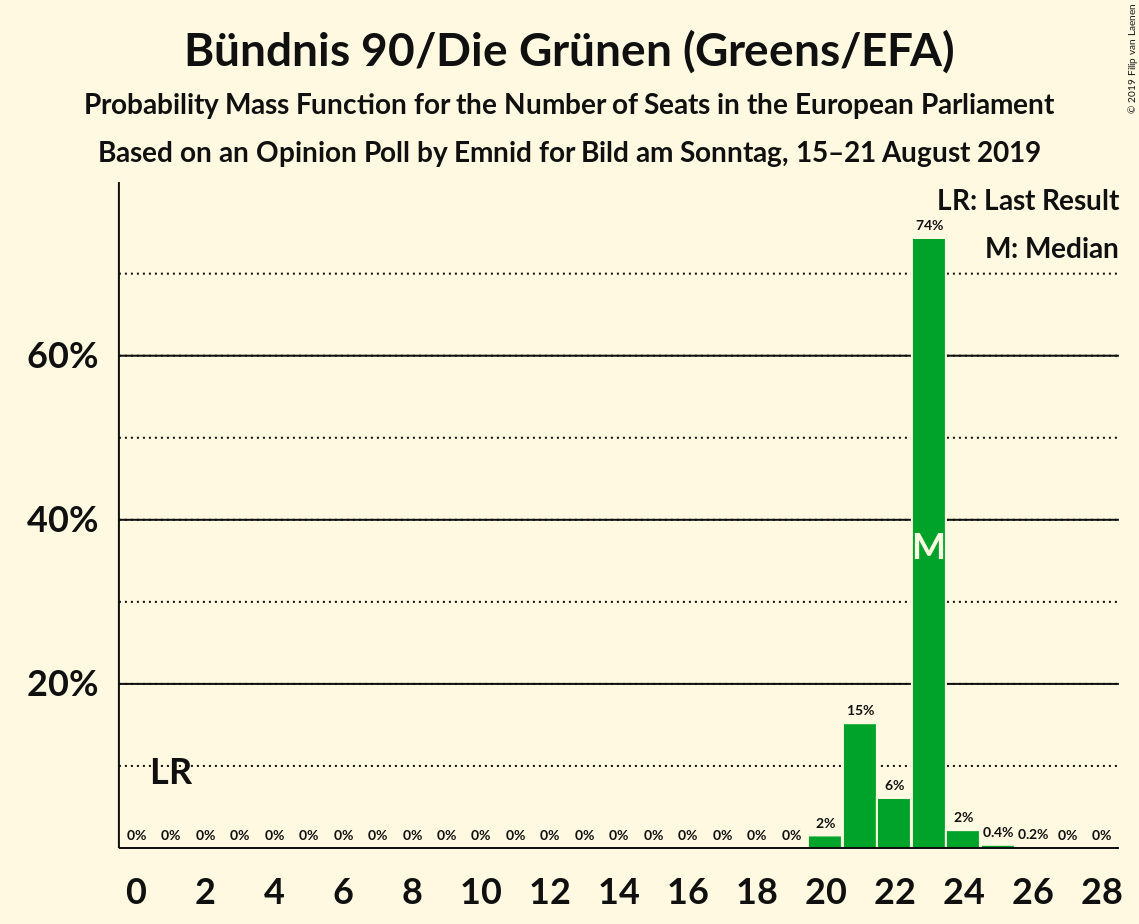 Bündnis 90/Die Grünen (Greens/EFA)
Probability Mass Function for the Number of Seats in the European Parliament
Based on an Opinion Poll by Emnid for Bild am Sonntag, 15–21 August 2019
© 2019 Filip van Laenen
LR: Last Result
M: Median
74%
60%
40%
M
20%
15%
LR
6%
0% 0% 0% 0% 0% 0% 0% 0% 0% 0% 0% 0% 0% 0% 0% 0% 0% 0% 0% 0% 2% 2% 0.4% 0.2% 0% 0%
0 2 4 6 8 10 12 14 16 18 20 22 24 26 28